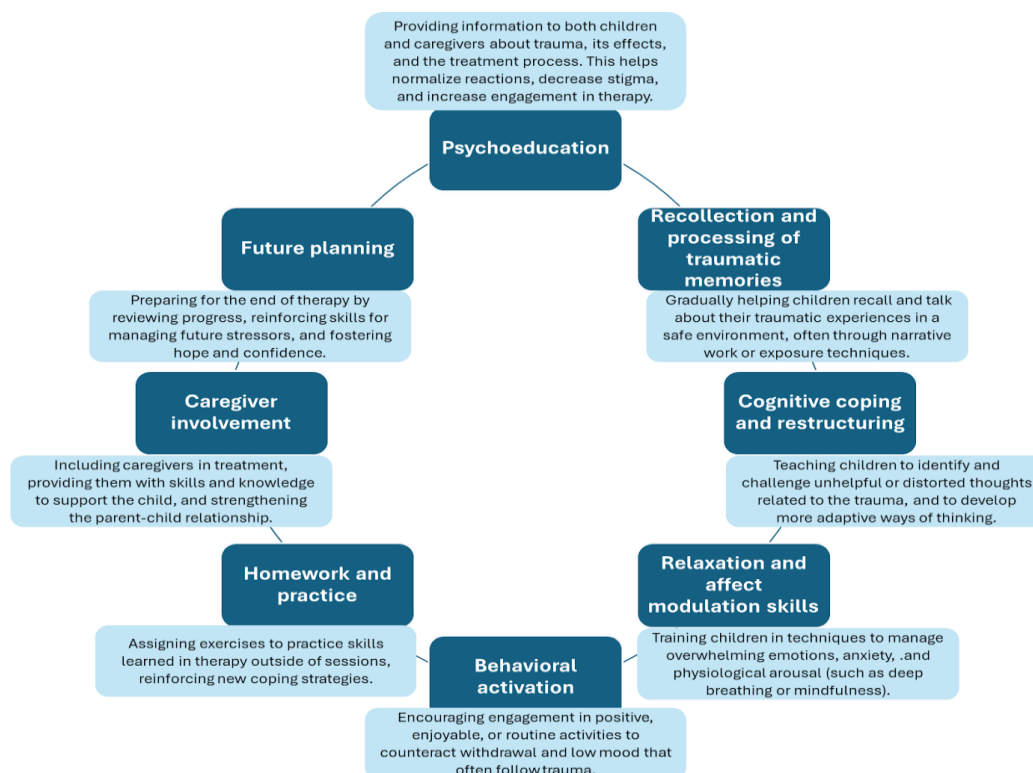 Providing information to both children
and caregivers about trauma, its effects,
and the treatment process. This helps
normalize reactions, decrease stigma,
and increase engagement in therapy.
Psychoeducation
Recollection and
processing of
traumatic
memories
Gradually helping children recall and talk
about their traumatic experiences in a
safe environment, often through narrative
work or exposure techniques.
Cognitive coping
and restructuring
Teaching children to identify and
challenge unhelpful or distorted thoughts
related to the trauma, and to develop
more adaptive ways of thinking.
Relaxation and
affect
modulation skills
Training children in techniques to manage
overwhelming emotions, anxiety, .and
physiological arousal (such as deep
breathing or mindfulness).
Behavioral
activation
Encouraging engagement in positive,
enjoyable, or routine activities to
counteract withdrawal and low mood that
often follow trauma.
Homework and
practice
Assigning exercises to practice skills
learned in therapy outside of sessions,
reinforcing new coping strategies.
Caregiver
involvement
Including caregivers in treatment,
providing them with skills and knowledge
to support the child, and strengthening
the parent-child relationship.
Future planning
Preparing for the end of therapy by
reviewing progress, reinforcing skills for
managing future stressors, and fostering
hope and confidence.